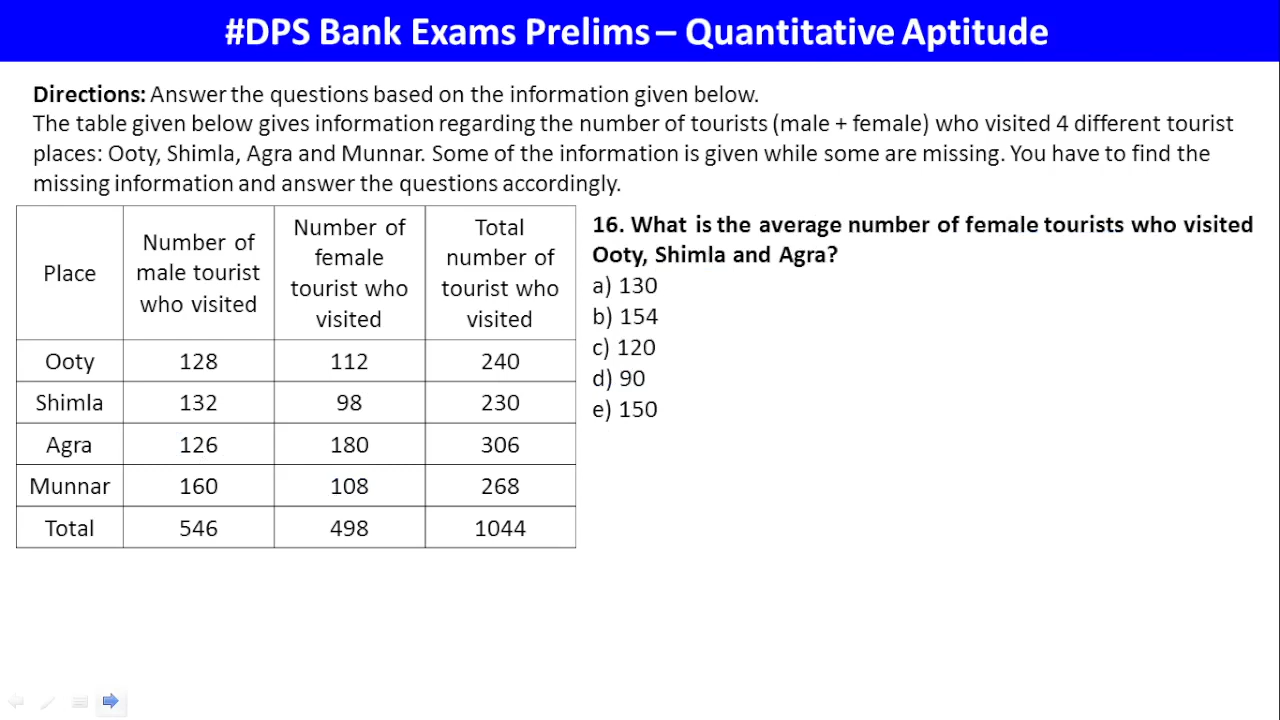 #DPS Bank Exams Prelims – Quantitative Aptitude
Directions: Answer the questions based on the information given below.
The table given below gives information regarding the number of tourists (male + female) who visited 4 different tourist
places: Ooty, Shimla, Agra and Munnar. Some of the information is given while some are missing. You have to find the
missing information and answer the questions accordingly.
Place
Number of
male tourist
who visited
Number of
female
tourist who
visited
Total
number of
tourist who
visited
Ooty 128 112 240
Shimla 132 98 230
Agra 126 180 306
Munnar 160 108 268
Total 546 498 1044
16. What is the average number of female tourists who visited
Ooty, Shimla and Agra?
a) 130
b) 154
c) 120
d) 90
e) 150